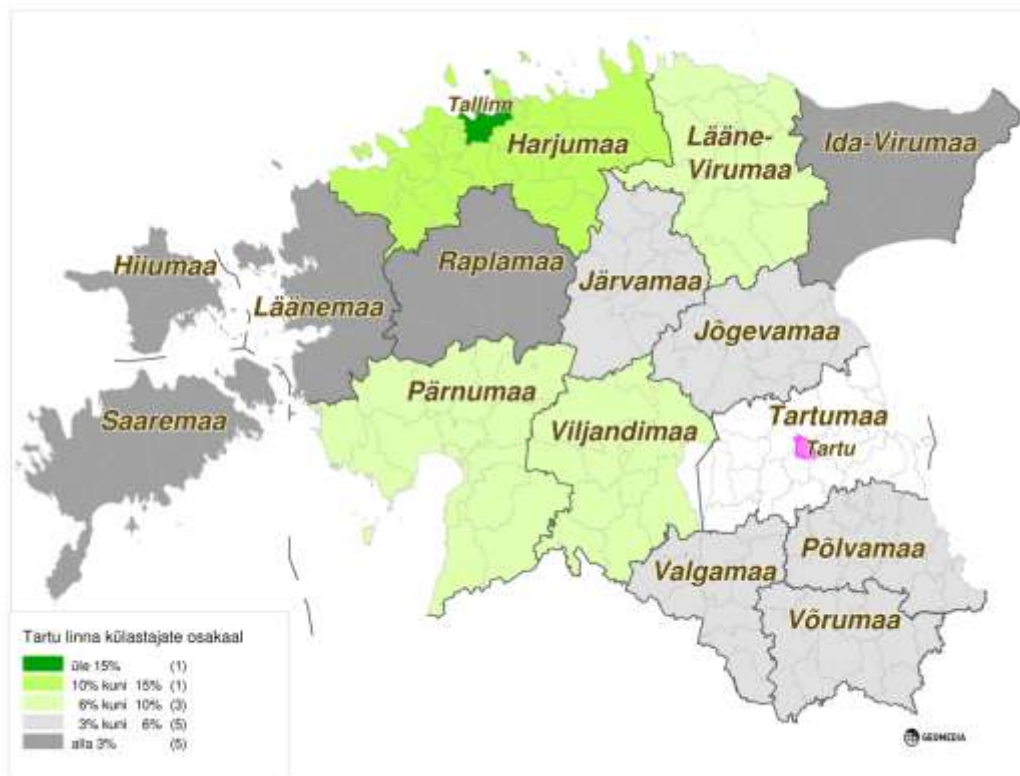 Tallinn
Harjumaa
Lääne-
Virumaa
Ida-Virumaa
Hiiumaa
Läänemaa
Raplamaa
Järvamaa
Jõgevamaa
Saaremaa
Pärnumaa
Viljandimaa
Tartumaa
Tartu
Valgamaa
Põlvamaa
Võrumaa
Tartu linna külastajate osakaal
üle 15% (1)
10% kuni 15% (1)
6% kuni 10% (3)
3% kuni 6% (5)
alla 3% (5)
GEOMEDIA